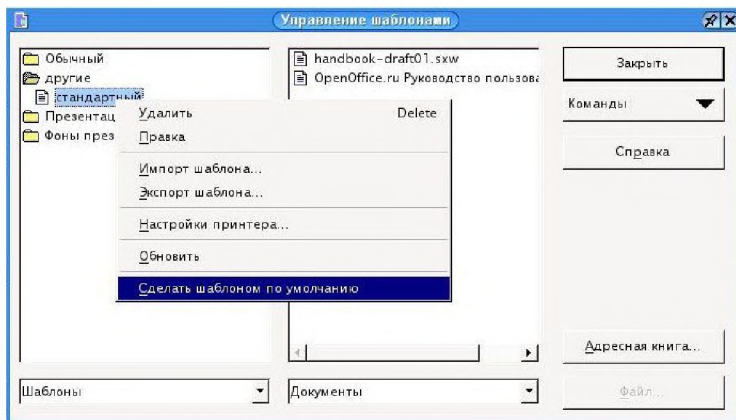 Управление шаблонами
Обычный
другие
стандартный
Презентац
Фоны през
Удалить Delete
Правка
Импорт шаблона...
Экспорт шаблона...
Настройки принтера...
Обновить
Сделать шаблоном по умолчанию
handbook-draft01.sxw
OpenOffice.ru Руководство пользова
Закрыть
Команды
Справка
Адресная книга...
Файл...
Шаблоны
Документы